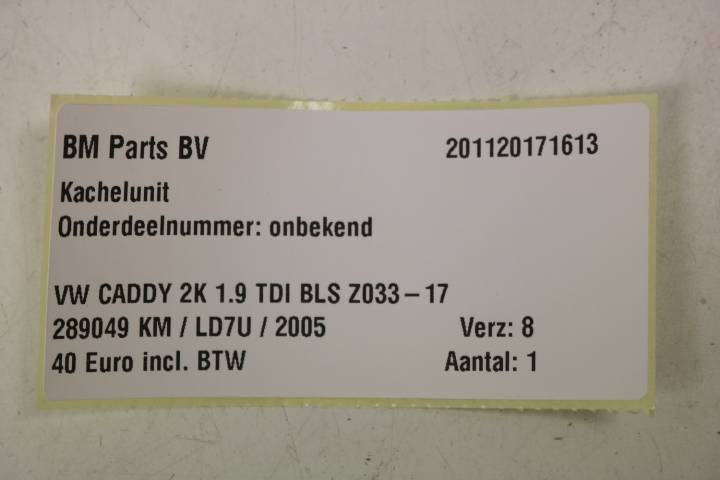 BM Parts BV 201120171613
Kachelunit
Onderdeelnummer: onbekend
VW CADDY 2K 1.9 TDI BLS Z033-17
289049 KM / LD7U / 2005 Verz: 8
40 Euro incl. BTW Aantal: 1